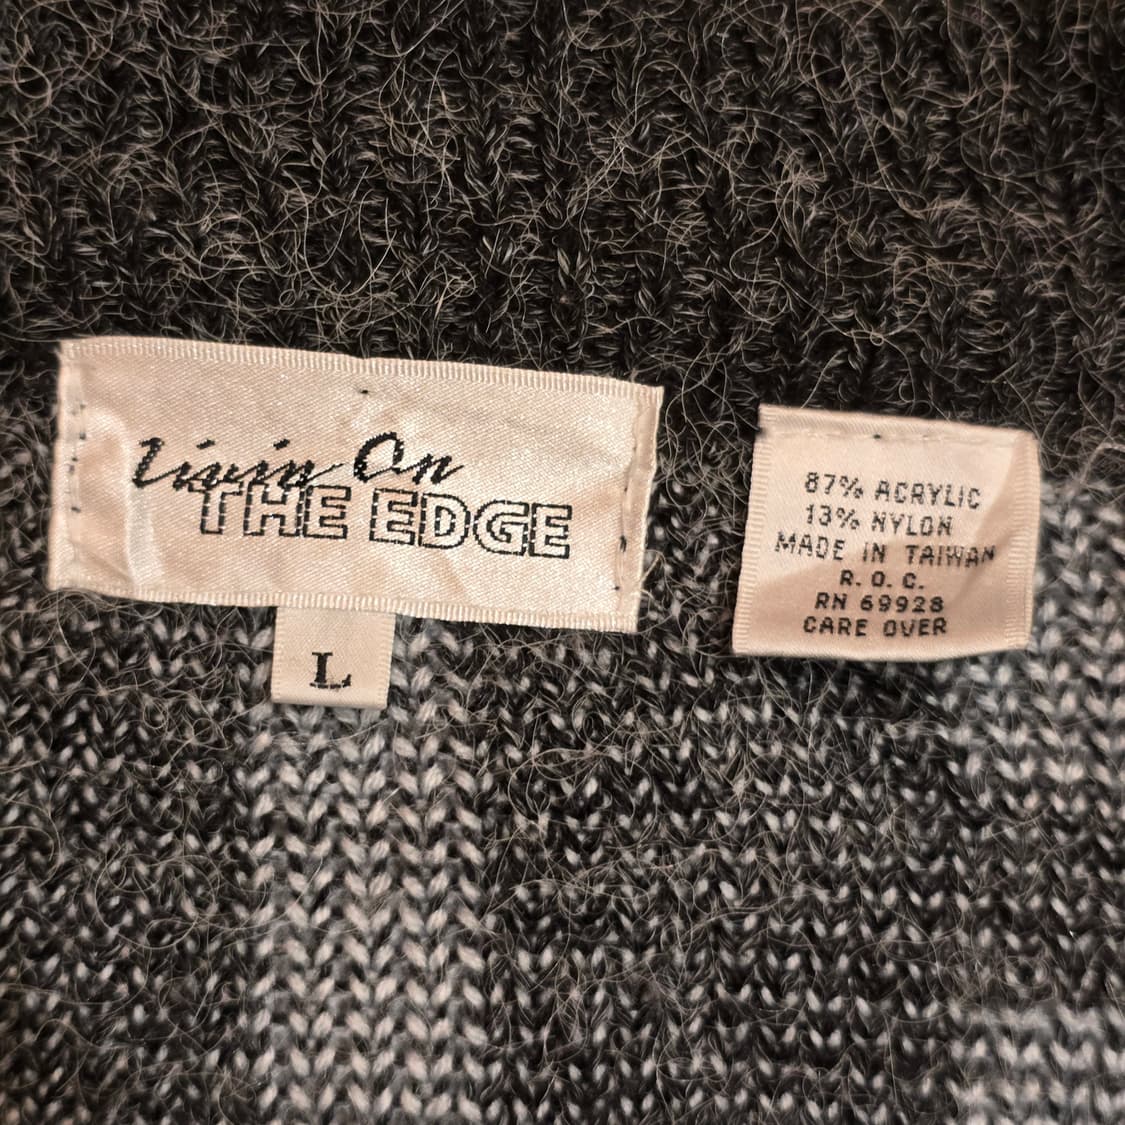 Livin On
THE EDGE
L
87% ACRYLIC
13% NYLON
MADE IN TAIWAN
R. O. C.
RN 69928
CARE OVER